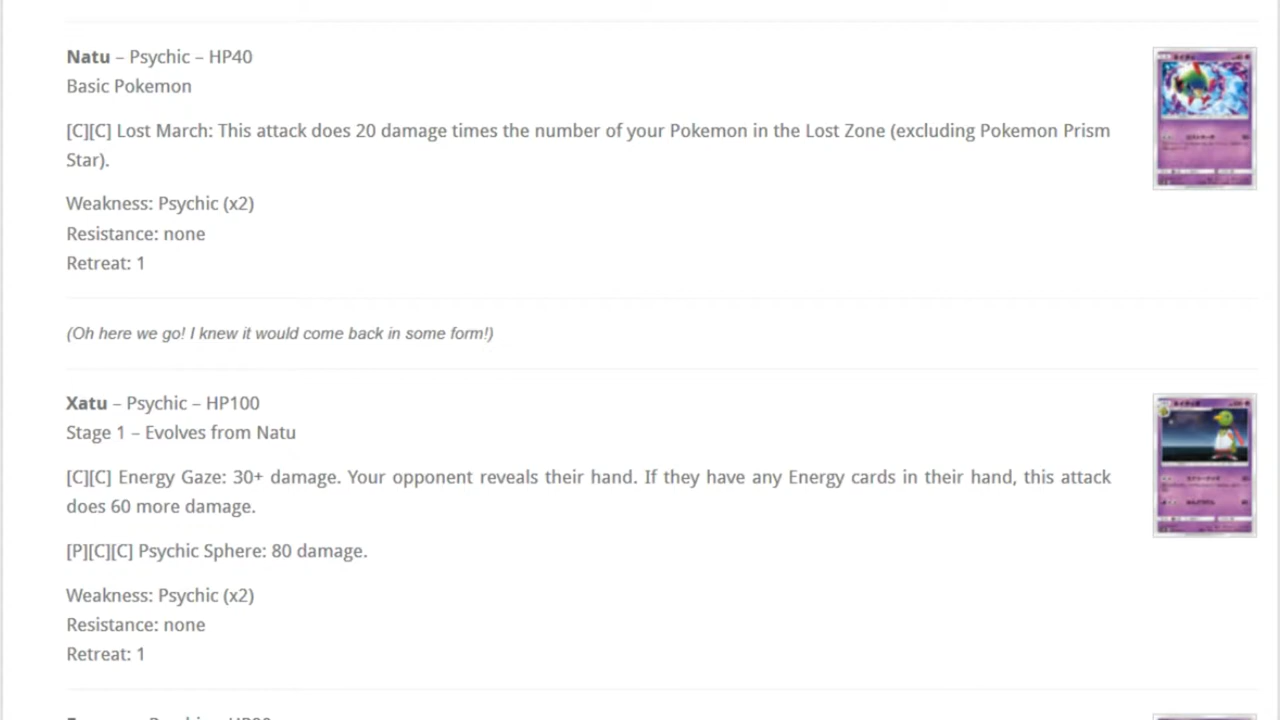 Natu – Psychic – HP40
Basic Pokemon
[C][C] Lost March: This attack does 20 damage times the number of your Pokemon in the Lost Zone (excluding Pokemon Prism
Star).
Weakness: Psychic (x2)
Resistance: none
Retreat: 1
(Oh here we go! I knew it would come back in some form!)
Xatu – Psychic – HP100
Stage 1 – Evolves from Natu
[C][C] Energy Gaze: 30+ damage. Your opponent reveals their hand. If they have any Energy cards in their hand, this attack
does 60 more damage.
[P][C][C] Psychic Sphere: 80 damage.
Weakness: Psychic (x2)
Resistance: none
Retreat: 1